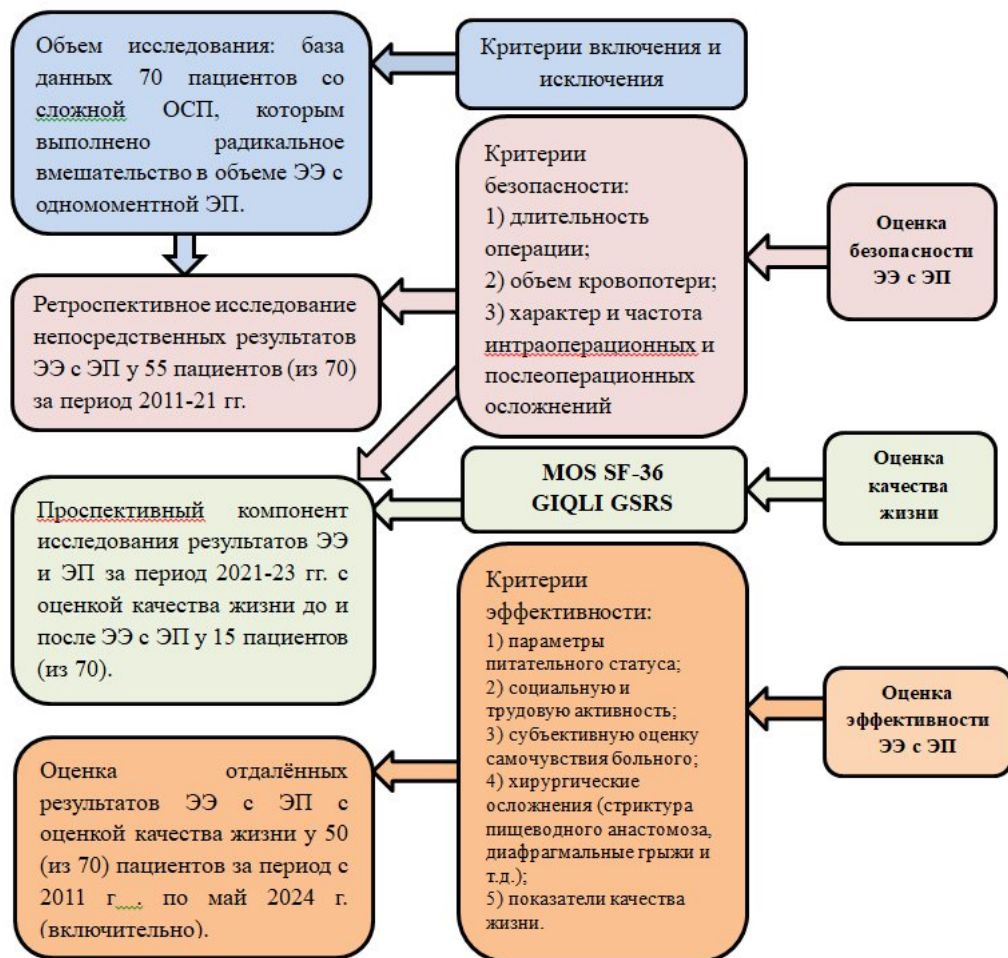 Объем исследования: база
данных 70 пациентов со
сложной ОСП, которым
выполнено радикальное
вмешательство в объеме ЭЭ с
одномоментной ЭП.
Критерии включения и
исключения
Критерии
безопасности:
1) длительность
операции;
2) объем кровопотери;
3) характер и частота
интраоперационных и
послеоперационных
осложнений
Оценка
безопасности
ЭЭ с ЭП
Ретроспективное исследование
непосредственных результатов
ЭЭ с ЭП у 55 пациентов (из 70)
за период 2011-21 гг.
MOS SF-36
GIQLI GSRS
Оценка
качества
жизни
Проспективный компонент
исследования результатов ЭЭ
и ЭП за период 2021-23 гг. с
оценкой качества жизни до и
после ЭЭ с ЭП у 15 пациентов
(из 70).
Критерии
эффективности:
1) параметры
питательного статуса;
2) социальную и
трудовую активность;
3) субъективную оценку
самочувствия больного;
4) хирургические
осложнения (стриктура
пищеводного анастомоза,
диафрагмальные грыжи и
т.д.);
5) показатели качества
жизни.
Оценка
эффективности
ЭЭ с ЭП
Оценка отдалённых
результатов ЭЭ с ЭП с
оценкой качества жизни у 50
(из 70) пациентов за период с
2011 г . по май 2024 г.
(включительно).